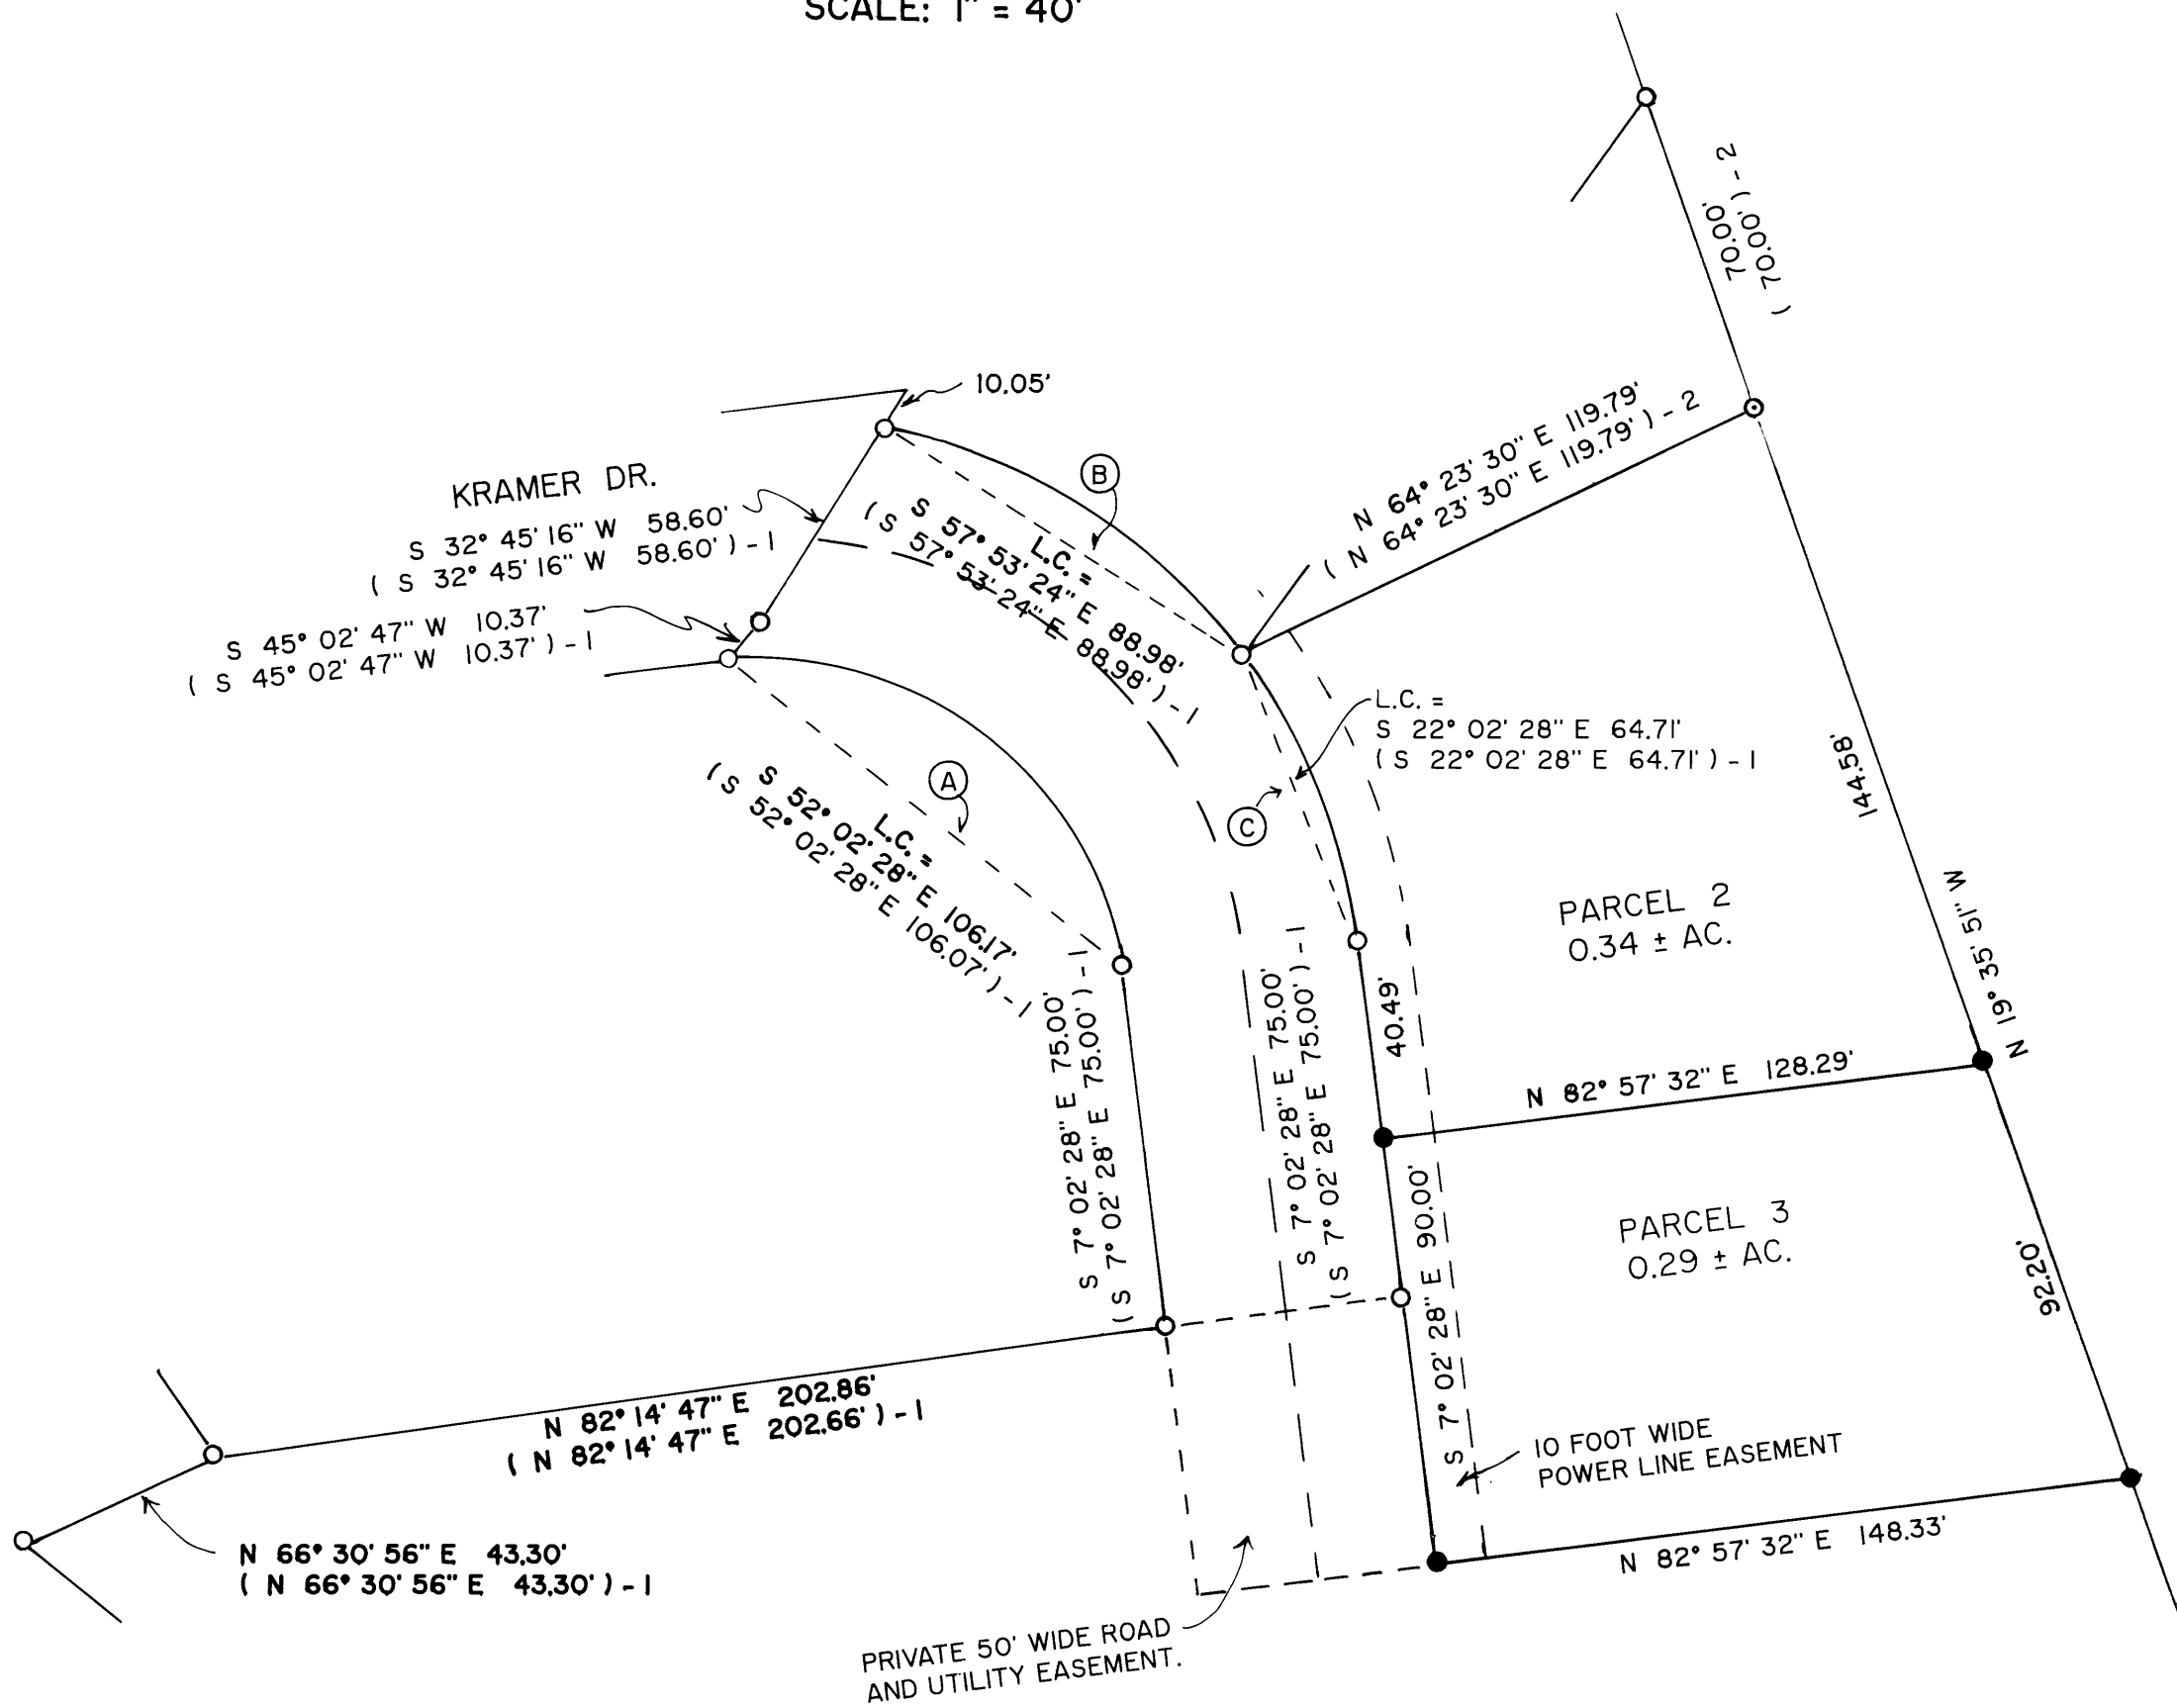 SCALE: 1" = 40'
70.00'
( 70.00' ) - 2
10.05'
N 64° 23' 30" E 119.79'
( N 64° 23' 30" E 119.79' ) - 2
KRAMER DR.
S 32° 45' 16" W 58.60'
( S 32° 45' 16" W 58.60' ) - 1
S 45° 02' 47" W 10.37'
( S 45° 02' 47" W 10.37' ) - 1
B
L.C. =
S 57° 53' 24" E 88.98'
( S 57° 53' 24" E 88.98' ) - 1
L.C. =
S 22° 02' 28" E 64.71'
( S 22° 02' 28" E 64.71' ) - 1
C
A
L.C. =
S 52° 02' 28" E 106.17'
( S 52° 02' 28" E 106.07' ) - 1
144.58'
N 19° 35' 51" W
PARCEL 2
0.34 ± AC.
40.49'
S 7° 02' 28" E 75.00'
( S 7° 02' 28" E 75.00' ) - 1
S 7° 02' 28" E 75.00'
( S 7° 02' 28" E 75.00' ) - 1
N 82° 57' 32" E 128.29'
S 7° 02' 28" E 90.00'
PARCEL 3
0.29 ± AC.
92.20'
N 82° 14' 47" E 202.86'
( N 82° 14' 47" E 202.66' ) - 1
10 FOOT WIDE
POWER LINE EASEMENT
N 82° 57' 32" E 148.33'
N 66° 30' 56" E 43.30'
( N 66° 30' 56" E 43.30' ) - 1
PRIVATE 50' WIDE ROAD
AND UTILITY EASEMENT.